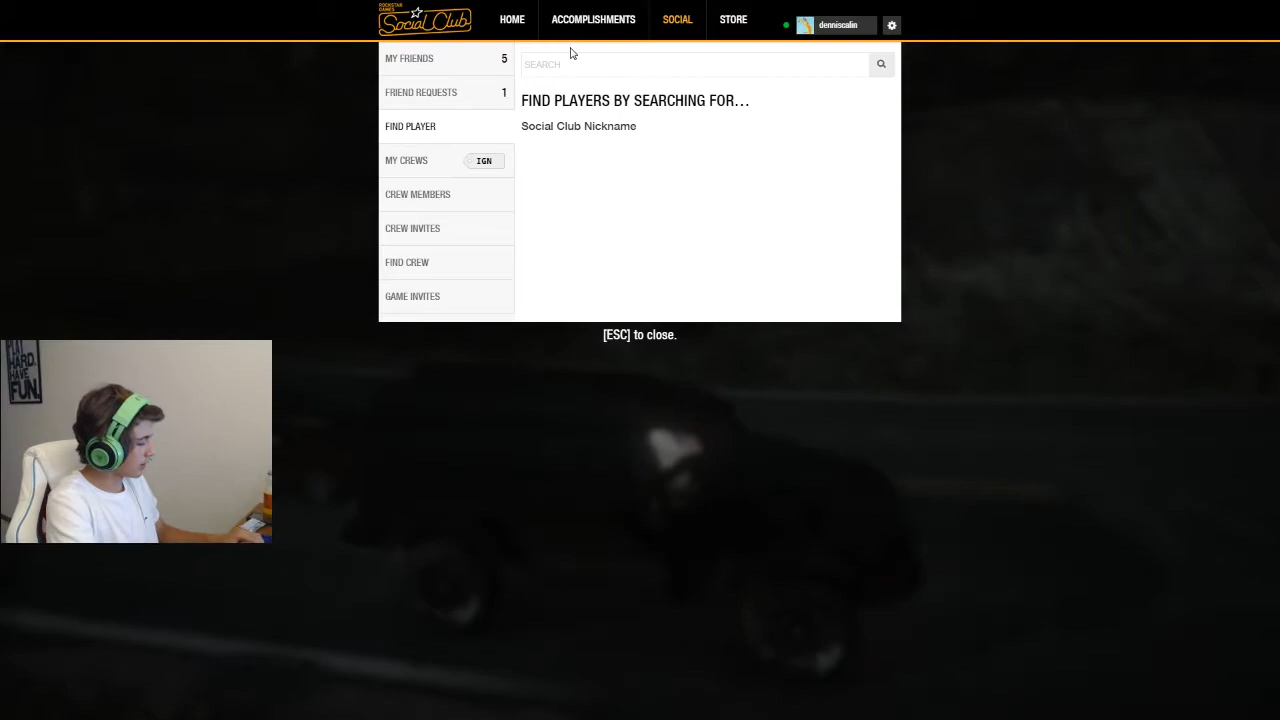 ROCKSTAR
GAMES
Social Club
HOME
ACCOMPLISHMENTS
SOCIAL
STORE
denniscalin
MY FRIENDS 5
FRIEND REQUESTS 1
FIND PLAYER
MY CREWS IGN
CREW MEMBERS
CREW INVITES
FIND CREW
GAME INVITES
SEARCH
FIND PLAYERS BY SEARCHING FOR...
Social Club Nickname
[ESC] to close.
PLAY
HARD.
HAVE
FUN.